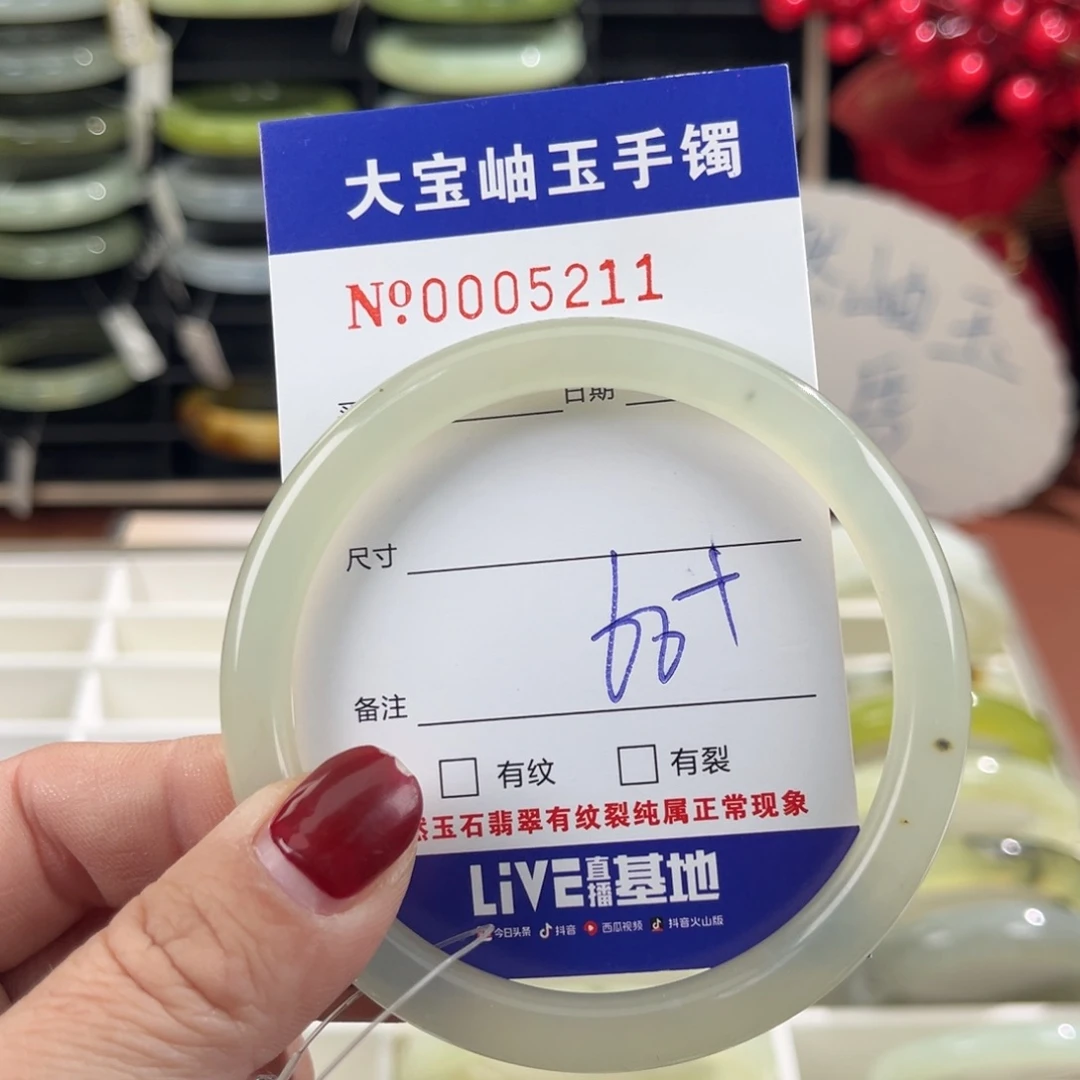 大宝岫玉手镯
№0005211
日期
尺寸
备注
有纹 有裂
玉石翡翠有纹裂纯属正常现象
LiVE直播基地
今日头条 抖音 西瓜视频 抖音火山版
岫玉